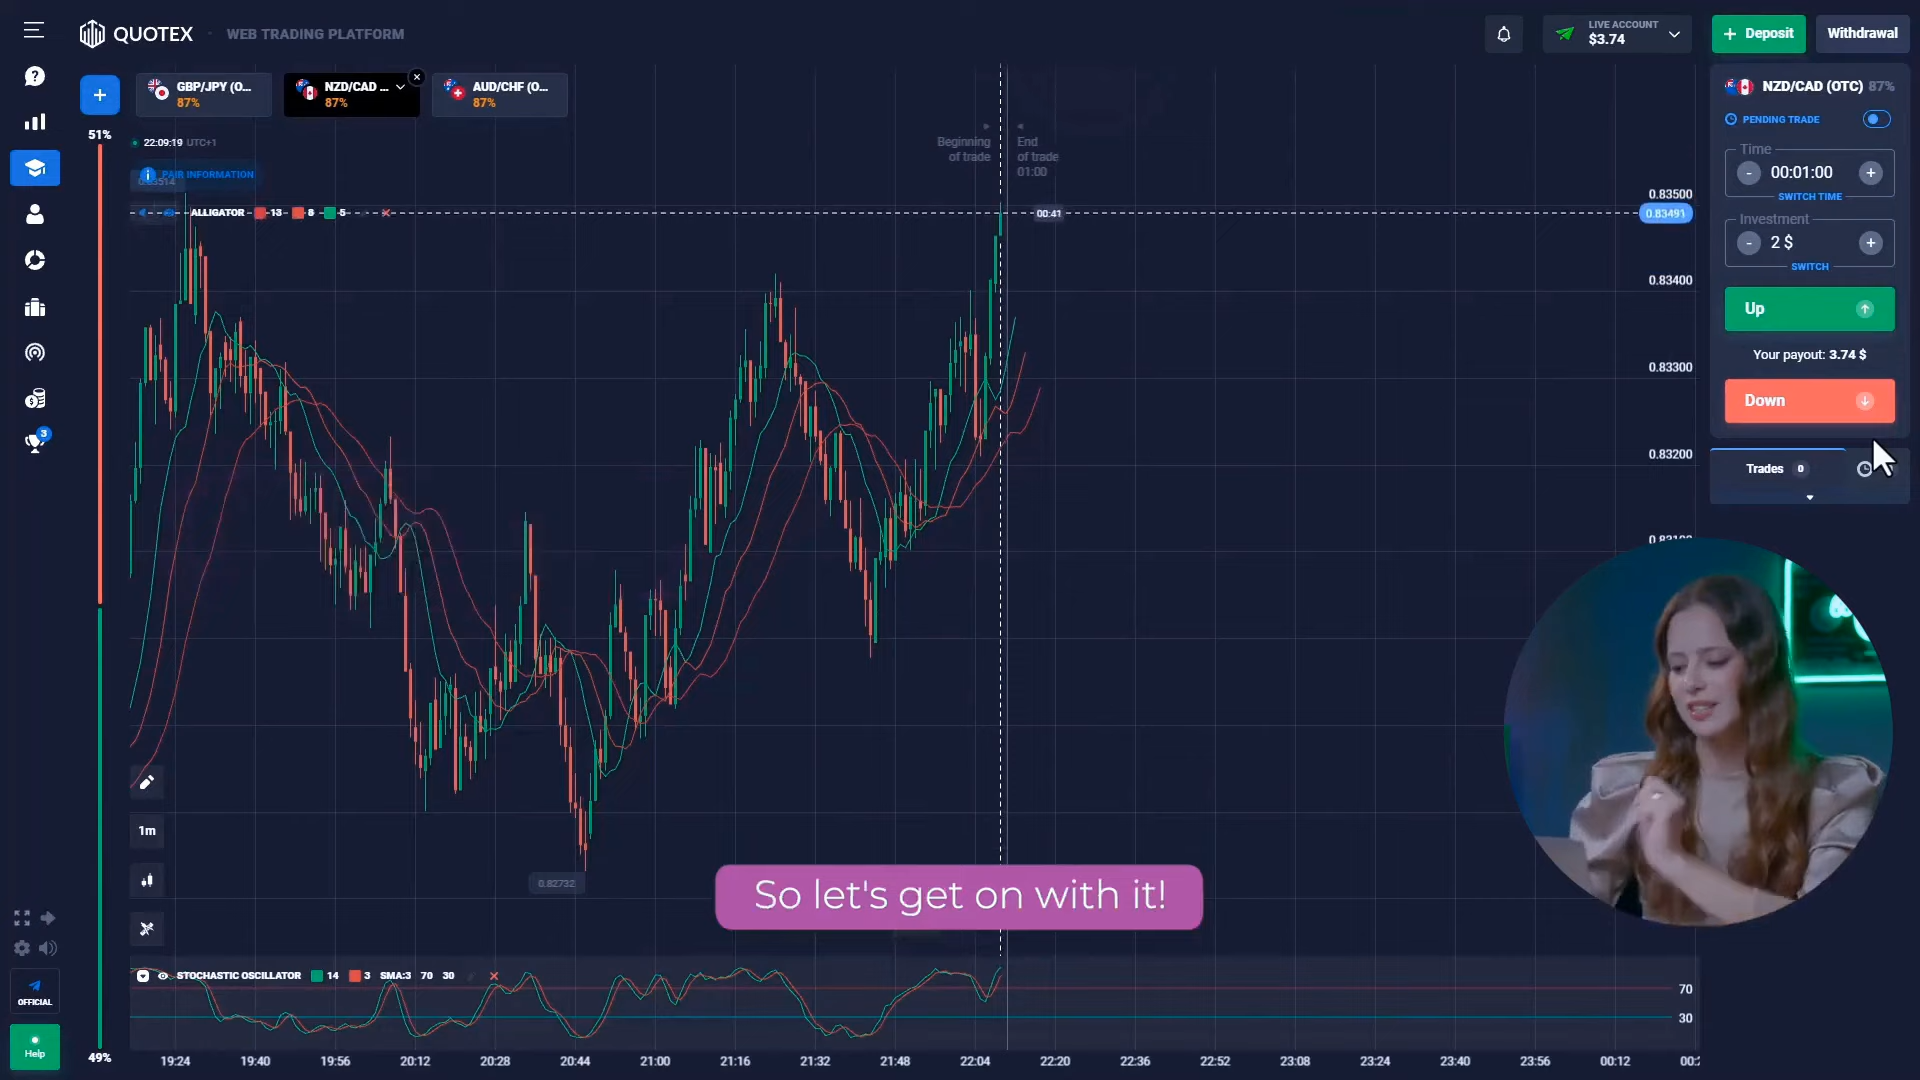 QUOTEX
WEB TRADING PLATFORM
LIVE ACCOUNT
$3.74
Deposit
Withdrawal
GBP/JPY (O...
87%
NZD/CAD ...
87%
AUD/CHF (O...
87%
NZD/CAD (OTC) 87%
PENDING TRADE
Time
00:01:00
SWITCH TIME
Investment
2 $
SWITCH
Up
Your payout: 3.74 $
Down
Trades 0
51%
22:09:19 UTC+1
PAIR INFORMATION
0.83514
ALLIGATOR 13 8 5
Beginning
of trade
End
of trade
01:00
00:41
0.83500
0.83491
0.83400
0.83300
0.83200
0.83100
3
1m
0.82732
So let's get on with it!
STOCHASTIC OSCILLATOR 14 3 SMA:3 70 30
70
30
OFFICIAL
Help
49%
19:24 19:40 19:56 20:12 20:28 20:44 21:00 21:16 21:32 21:48 22:04 22:20 22:36 22:52 23:08 23:24 23:40 23:56 00:12